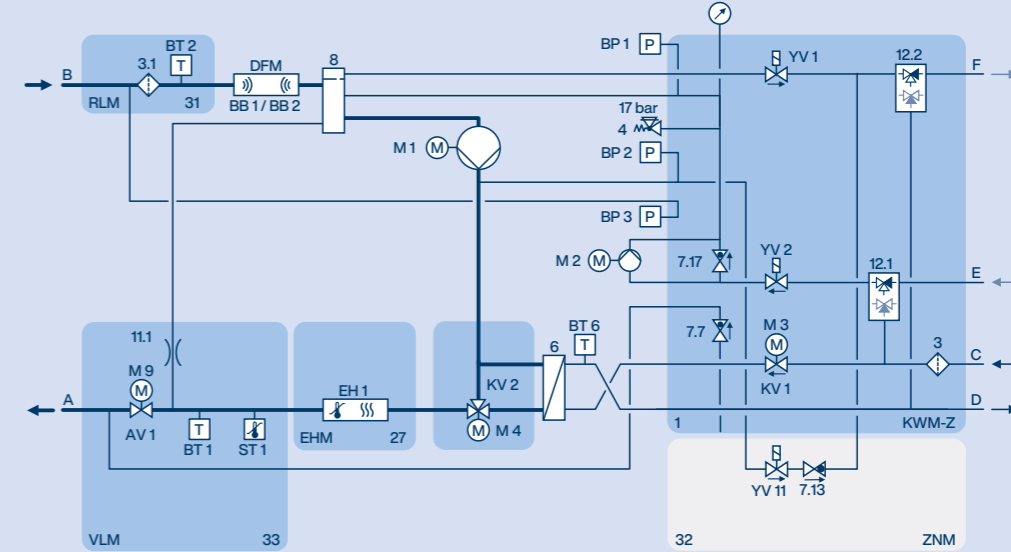 BP 1
P
YV 1
12.2
F
B
3.1
BT 2
T
DFM
8
RLM
31
BB 1 / BB 2
17 bar
4
M 1
M
BP 2
P
BP 3
P
M 2
M
7.17
YV 2
12.1
E
11.1
7.7
BT 6
T
M 3
M
3
C
M 9
M
EH 1
KV 2
6
KV 1
A
D
AV 1
T
BT 1
ST 1
EHM
27
M
M 4
1
KWM-Z
YV 11
7.13
VLM
33
32
ZNM